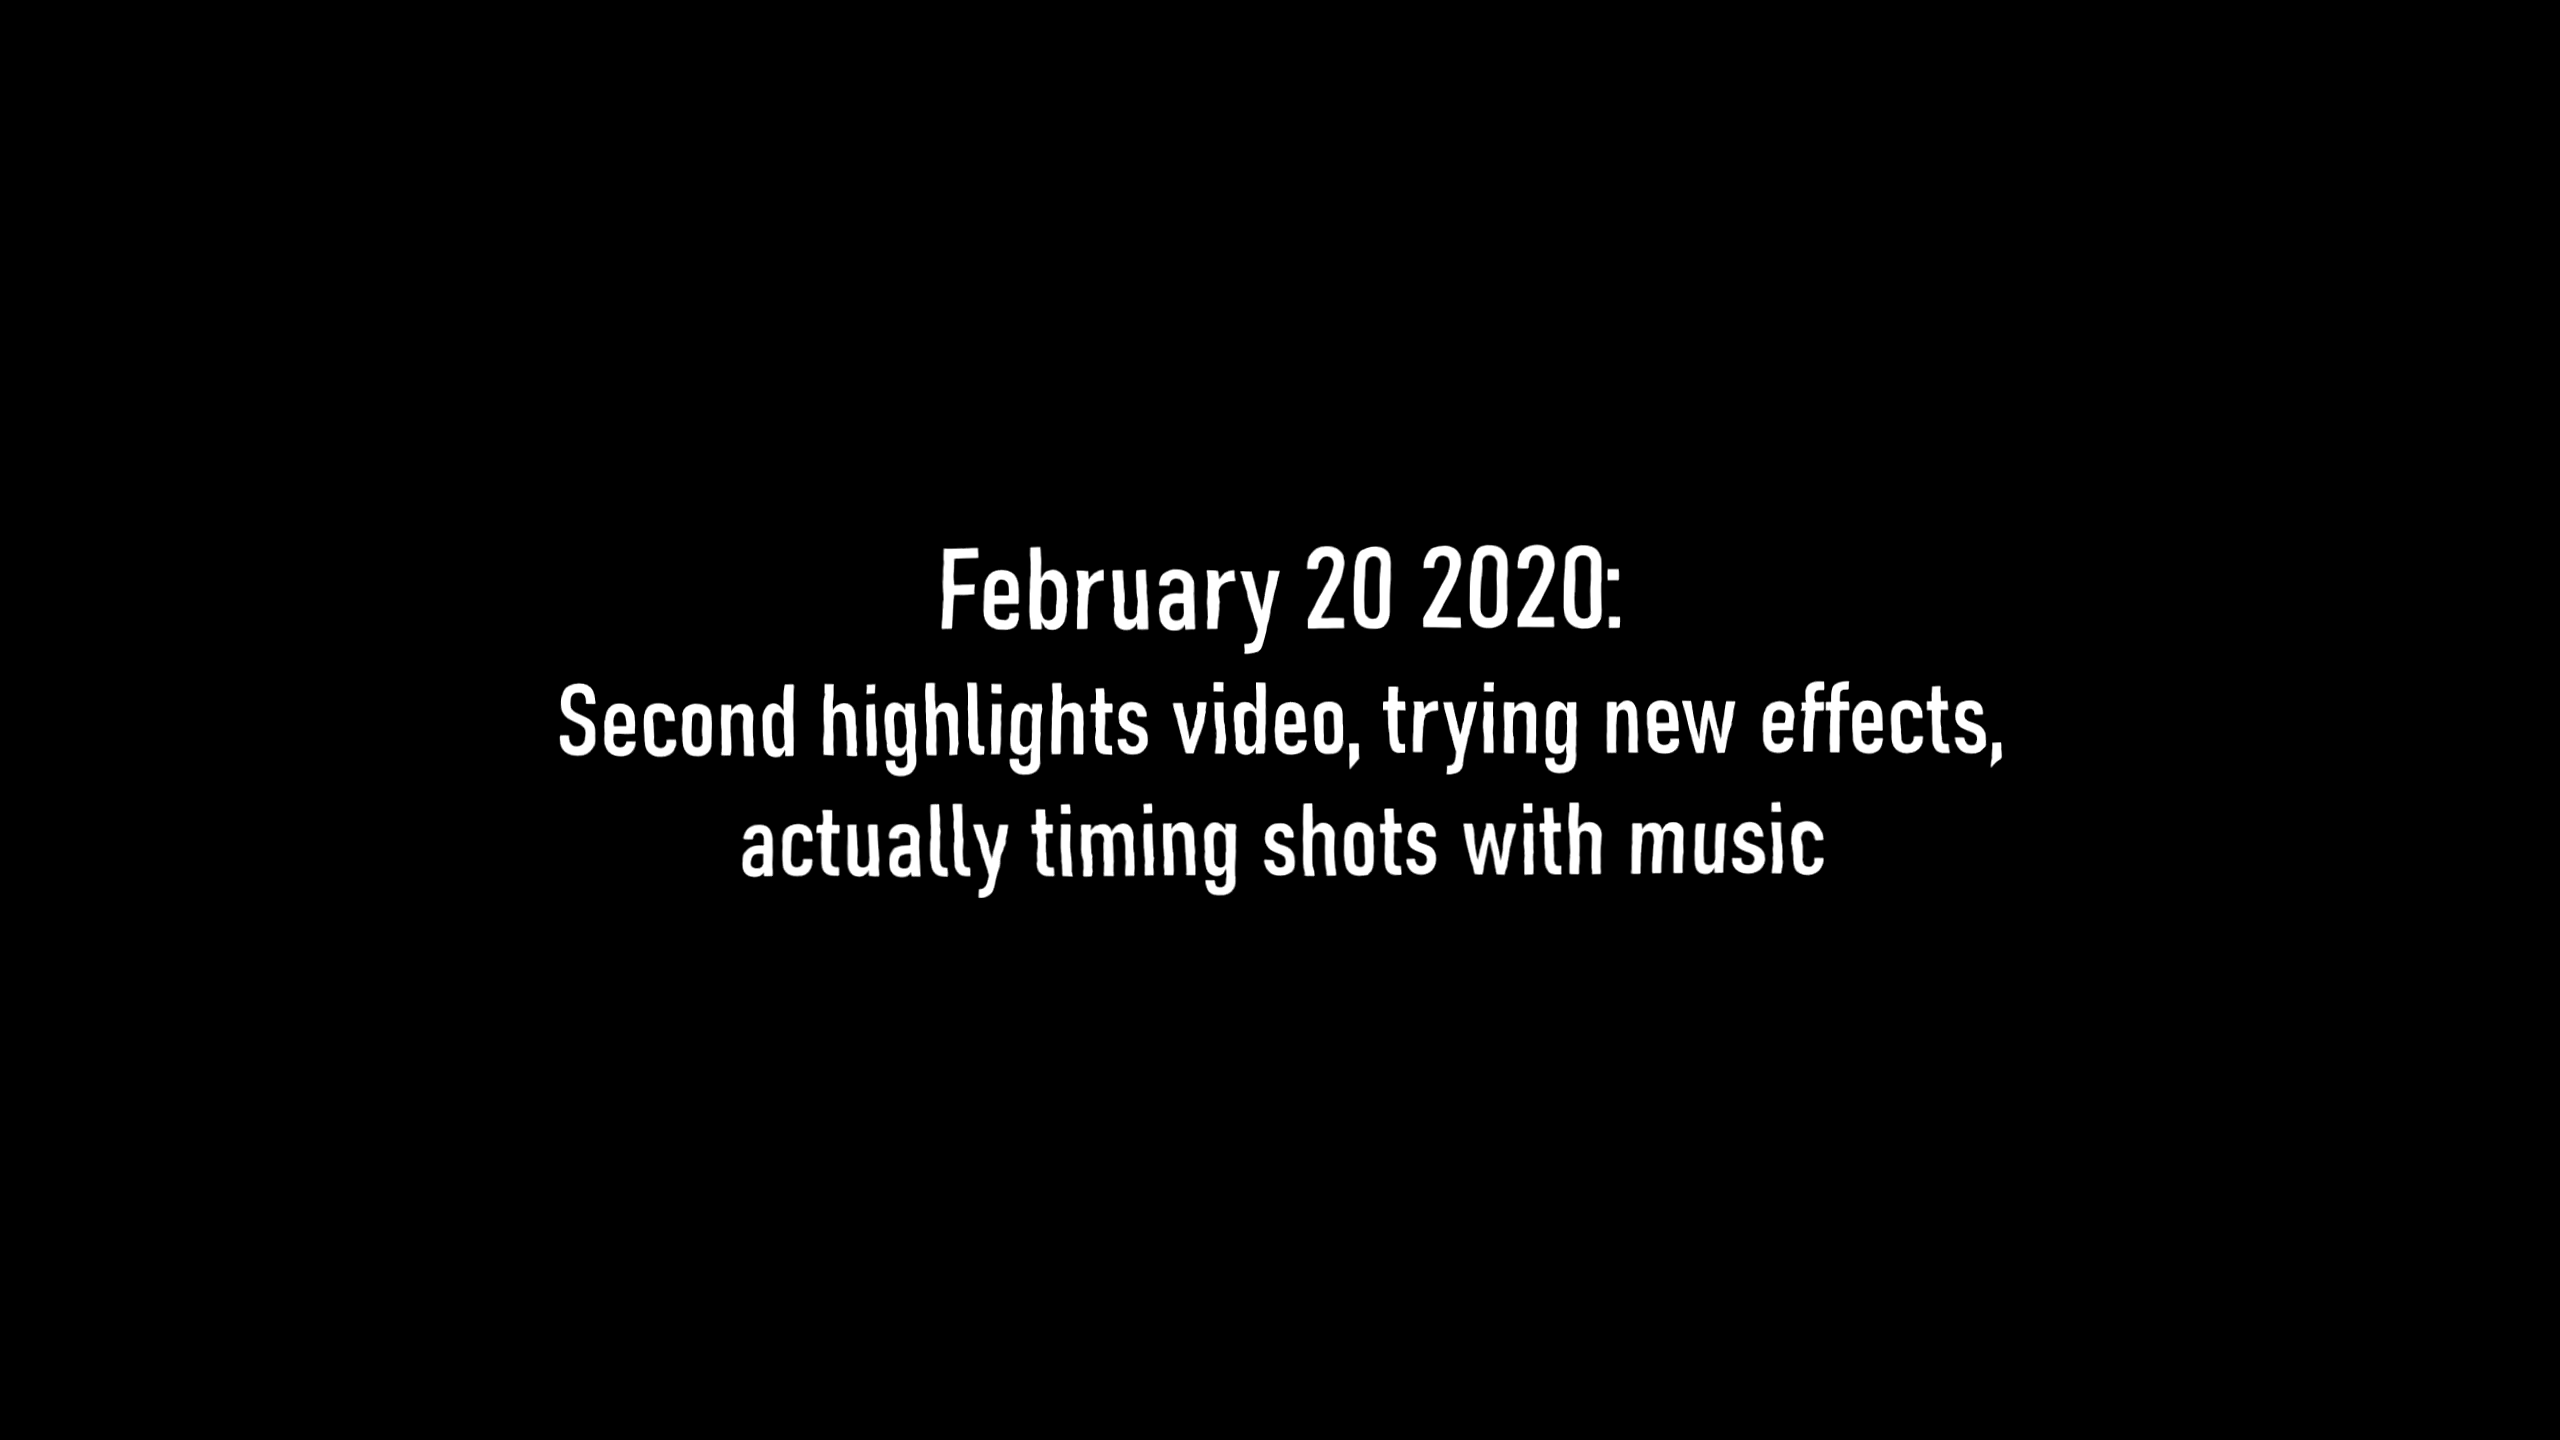 February 20 2020:
Second highlights video, trying new effects,
actually timing shots with music